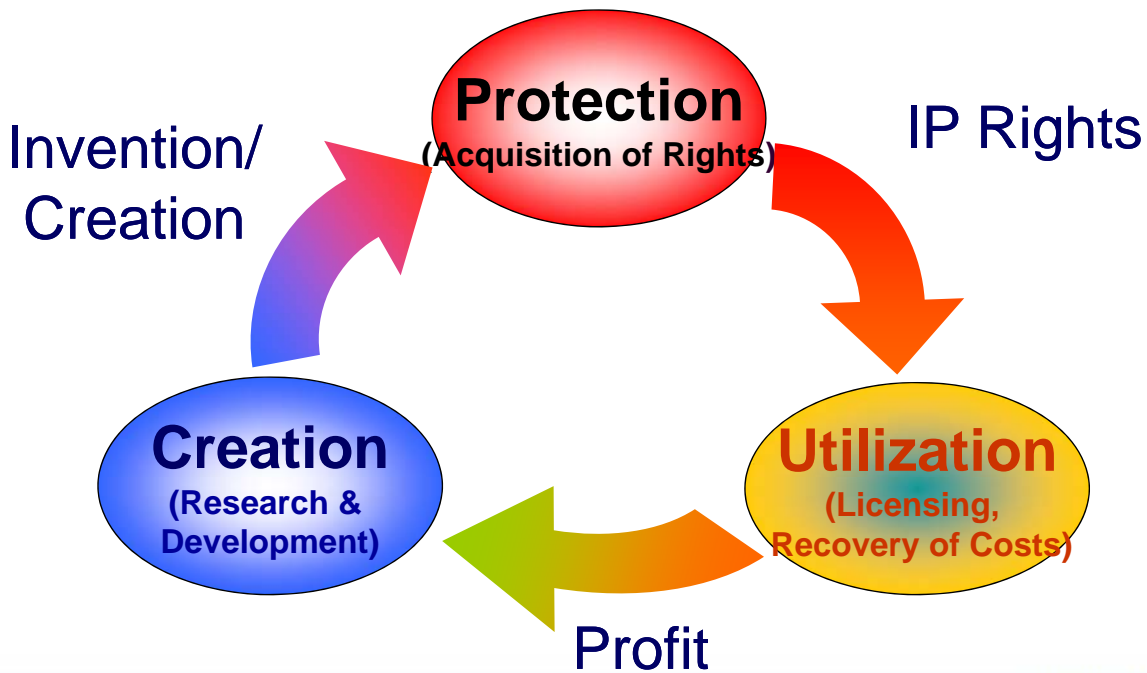 Protection
(Acquisition of Rights)
IP Rights
Invention/
Creation
Creation
(Research &
Development)
Utilization
(Licensing,
Recovery of Costs)
Profit